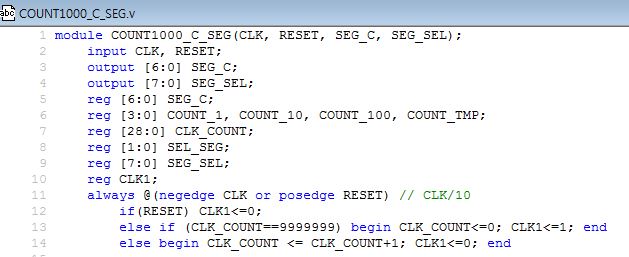 abc COUNT1000_C_SEG.v
1 module COUNT1000_C_SEG(CLK, RESET, SEG_C, SEG_SEL);
2 input CLK, RESET;
3 output [6:0] SEG_C;
4 output [7:0] SEG_SEL;
5 reg [6:0] SEG_C;
6 reg [3:0] COUNT_1, COUNT_10, COUNT_100, COUNT_TMP;
7 reg [28:0] CLK_COUNT;
8 reg [1:0] SEL_SEG;
9 reg [7:0] SEG_SEL;
10 reg CLK1;
11 always @(negedge CLK or posedge RESET) // CLK/10
12 if(RESET) CLK1<=0;
13 else if (CLK_COUNT==9999999) begin CLK_COUNT<=0; CLK1<=1; end
14 else begin CLK_COUNT <= CLK_COUNT+1; CLK1<=0; end